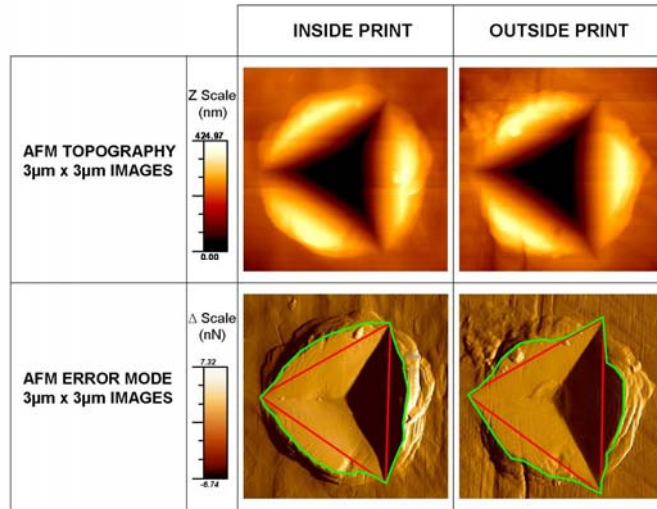 INSIDE PRINT
OUTSIDE PRINT
AFM TOPOGRAPHY
3µm x 3µm IMAGES
Z Scale
(nm)
424.97
0.00
AFM ERROR MODE
3µm x 3µm IMAGES
Δ Scale
(nN)
7.32
-6.74